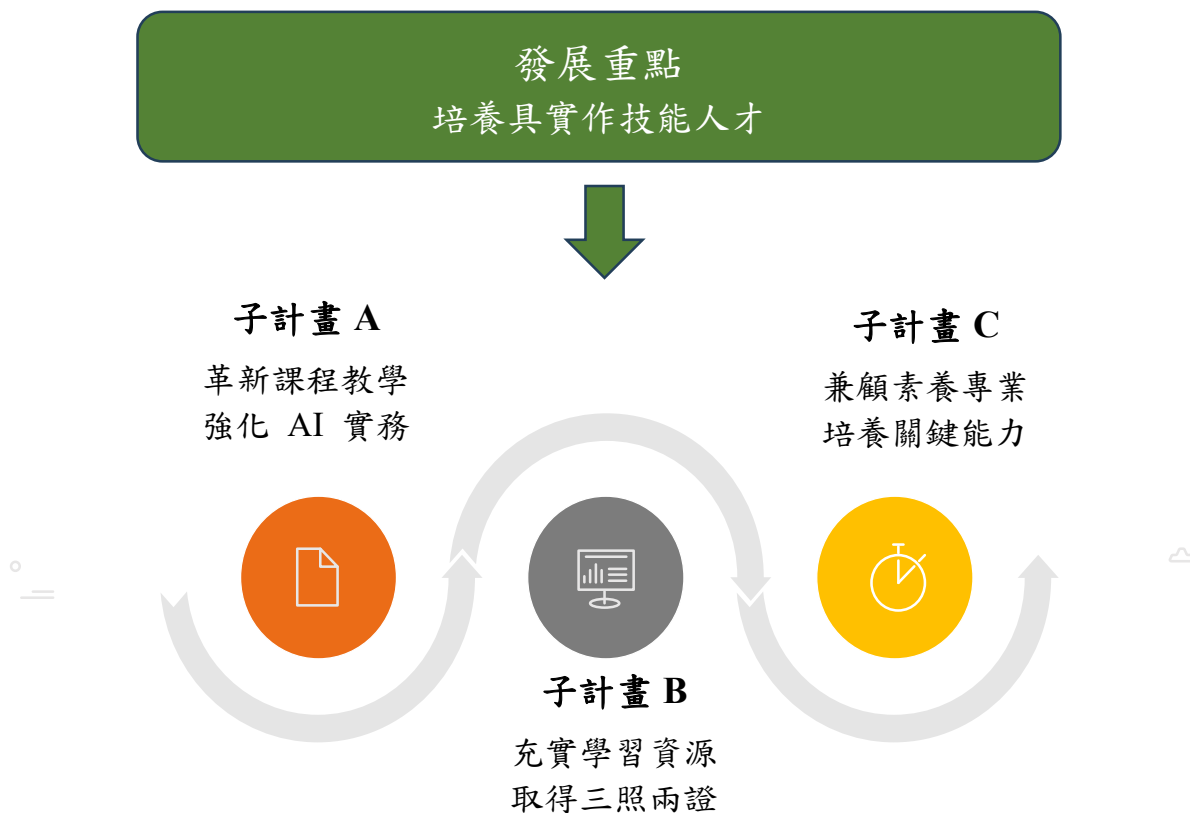 發展重點
培養具實作技能人才
子計畫 A
革新課程教學
強化 AI 實務
子計畫 B
充實學習資源
取得三照兩證
子計畫 C
兼顧素養專業
培養關鍵能力